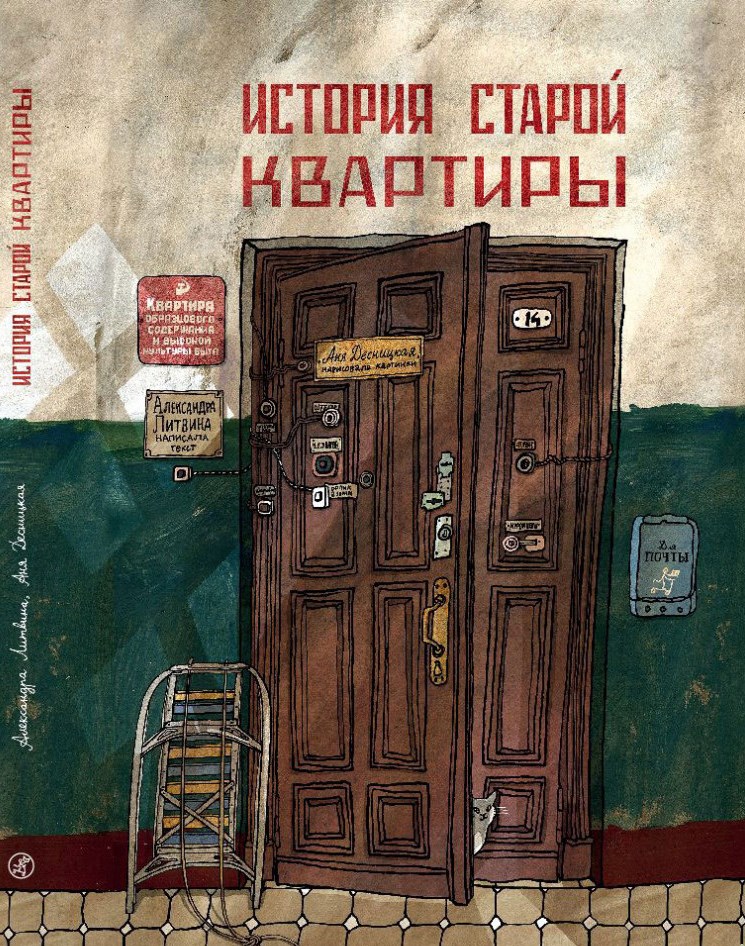 ИСТОРИЯ СТАРОЙ КВАРТИРЫ
Александра Литвина, Аня Десницкая
ИСТОРИЯ СТАРОЙ
КВАРТИРЫ
КВАРТИРА
ОБРАЗЦОВОГО
СОДЕРЖАНИЯ
И ВЫСОКОЙ
КУЛЬТУРЫ БЫТА
АЛЕКСАНДРА
ЛИТВИНА
НАПИСАЛА
ТЕКСТ
Аня Десницкая
НАРИСОВАЛА КАРТИНКИ
14
Для
ПОЧТЫ